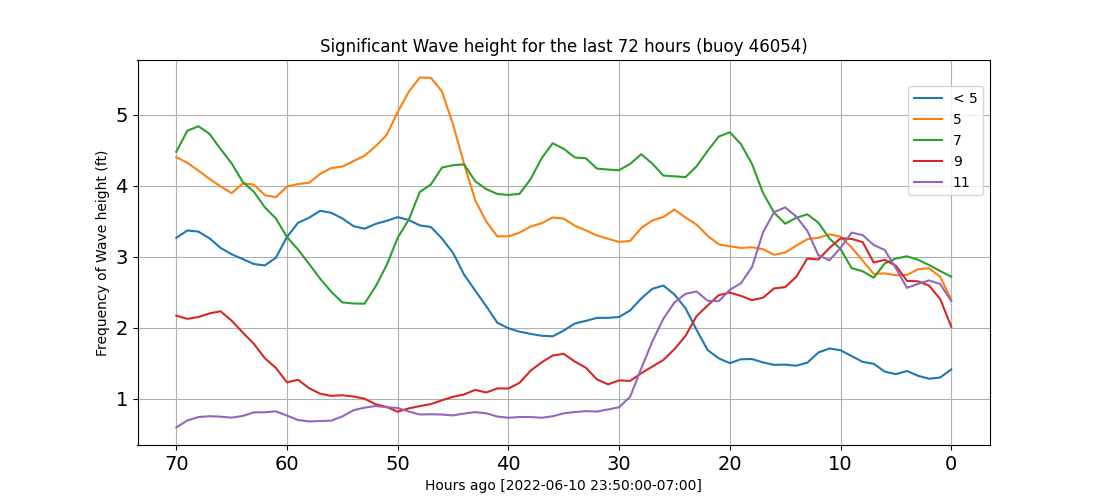 Significant Wave height for the last 72 hours (buoy 46054)
Frequency of Wave height (ft)
5
4
3
2
1
< 5
5
7
9
11
70 60 50 40 30 20 10 0
Hours ago [2022-06-10 23:50:00-07:00]